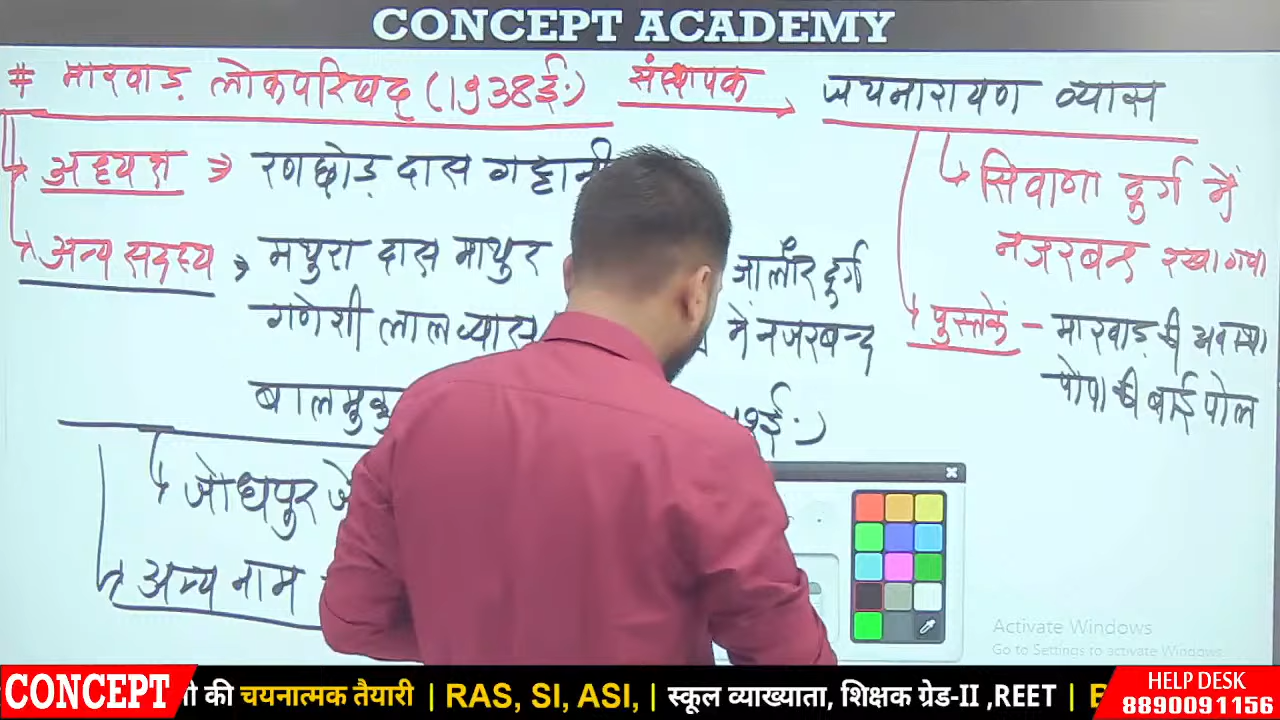 CONCEPT ACADEMY
# मारवाड़ लोकपरिषद् (1938ई.) संस्थापक → जयनारायण व्यास
अध्यक्ष ⇒ रणछोड़ दास गट्टानी
सिवाणा दुर्ग में
नजरबन्द रखा गया
अन्य सदस्य → मथुरा दास माथुर
जालौर दुर्ग
गणेशी लाल व्यास
में नजरबन्द
पुस्तकें – मारवाड़ की अवस्था
पोपा की बाई पोल
ई.)
जोधपुर
अन्य नाम
Activate Windows
Go to Settings to activate Windows.
CONCEPT
की चयनात्मक तैयारी | RAS, SI, ASI, | स्कूल व्याख्याता, शिक्षक ग्रेड-II ,REET |
HELP DESK
8890091156